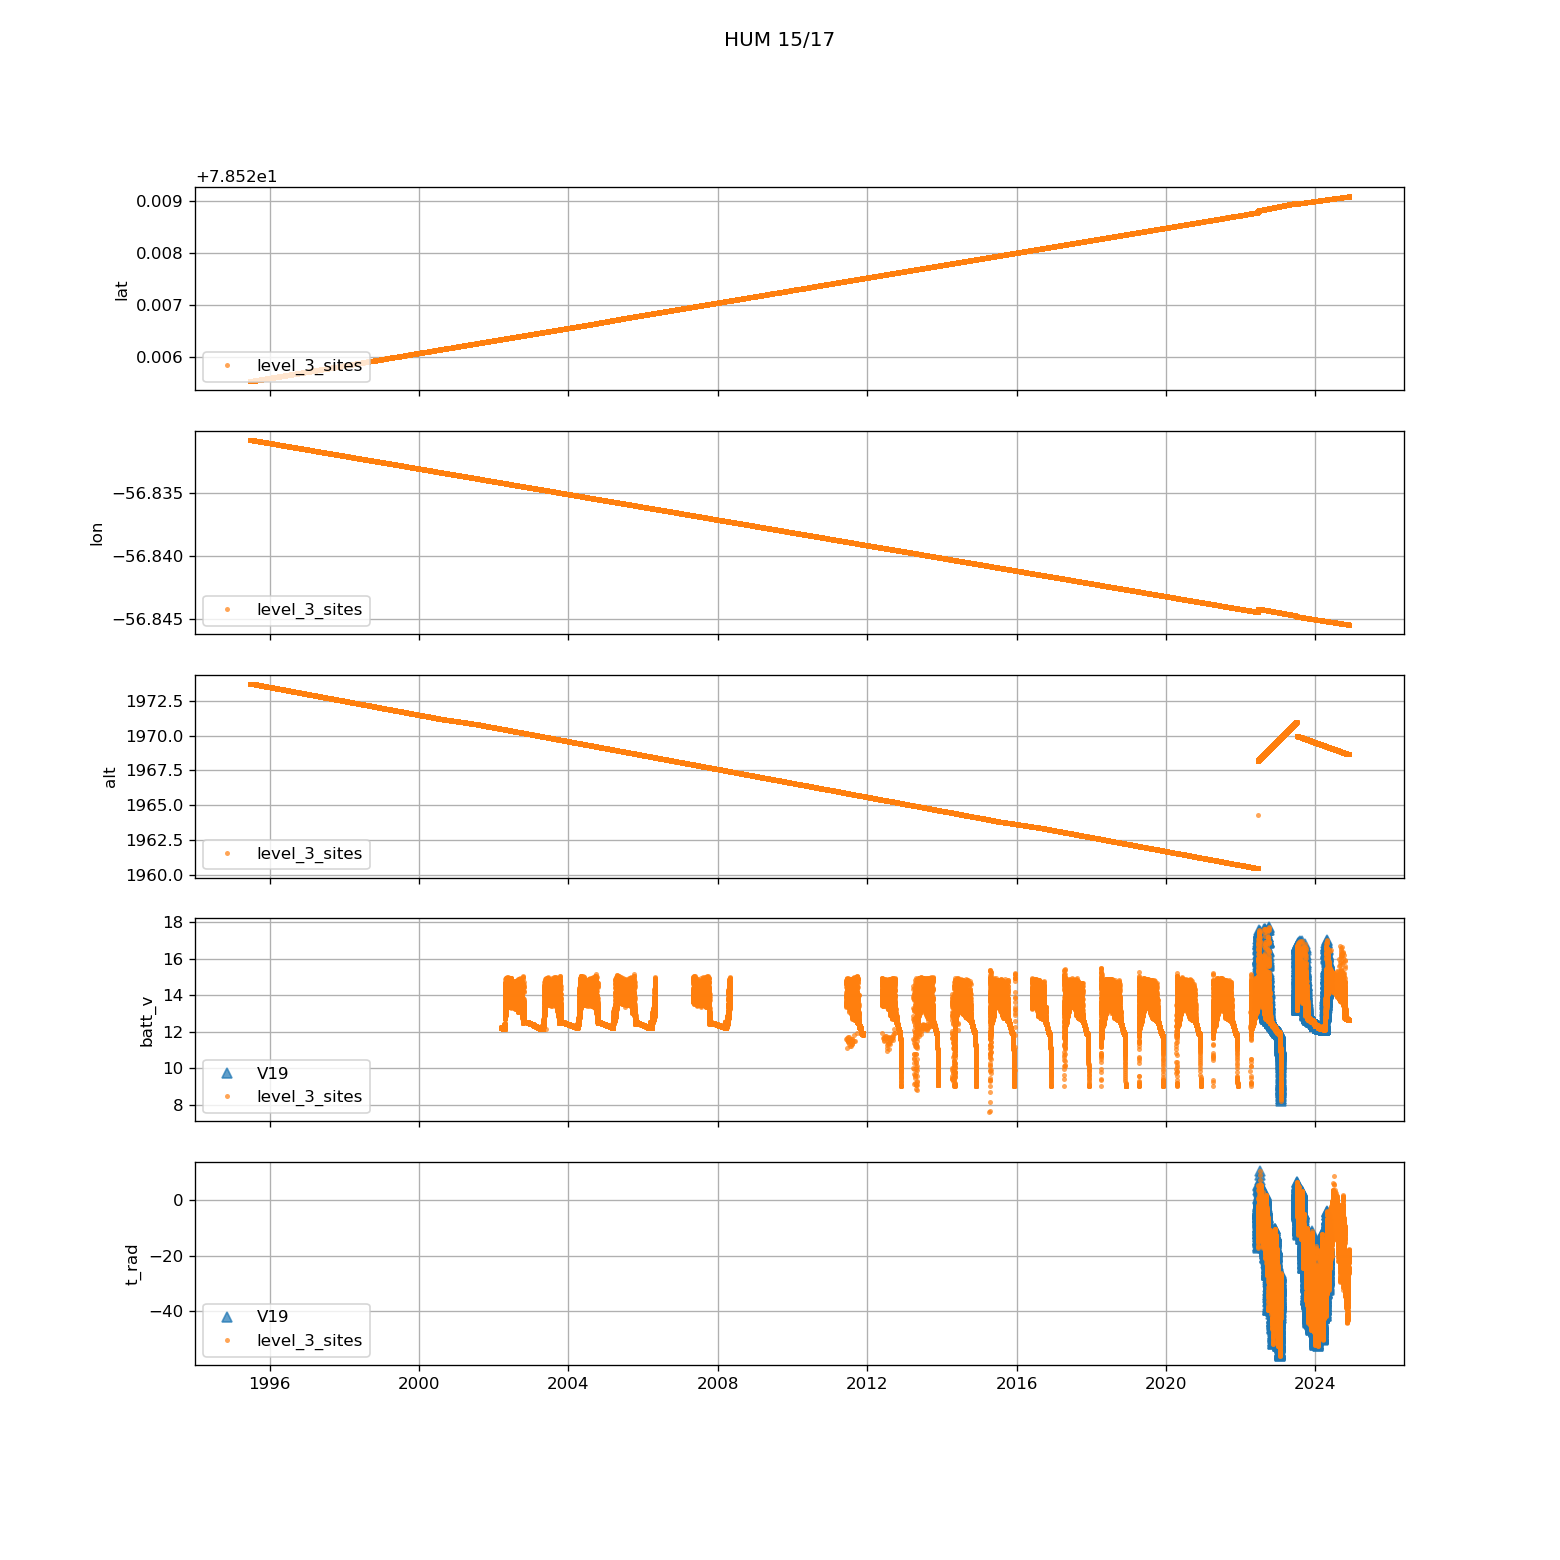 HUM 15/17
+7.852e1
0.009
0.008
0.007
0.006
lat
level_3_sites
−56.835
−56.840
−56.845
lon
level_3_sites
1972.5
1970.0
1967.5
1965.0
1962.5
1960.0
alt
level_3_sites
18
16
14
12
10
8
batt_v
V19
level_3_sites
0
−20
−40
t_rad
V19
level_3_sites
1996 2000 2004 2008 2012 2016 2020 2024